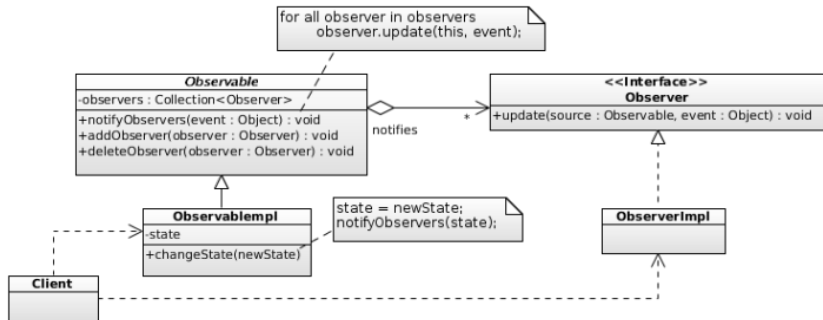 for all observer in observers
observer.update(this, event);
Observable
-observers : Collection<Observer>
+notifyObservers(event : Object) : void
+addObserver(observer : Observer) : void
+deleteObserver(observer : Observer) : void
notifies
*
<<Interface>>
Observer
+update(source : Observable, event : Object) : void
ObservableImpl
-state
+changeState(newState)
state = newState;
notifyObservers(state);
ObserverImpl
Client